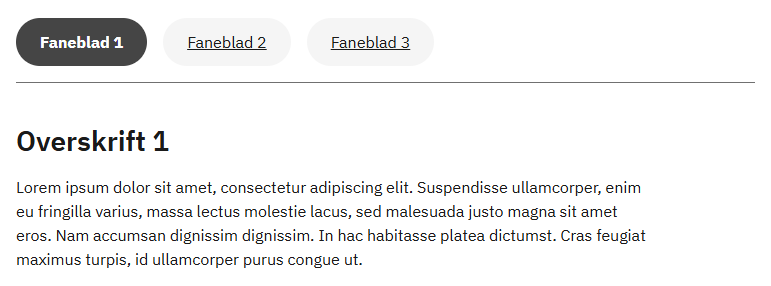 Faneblad 1 Faneblad 2 Faneblad 3
Overskrift 1
Lorem ipsum dolor sit amet, consectetur adipiscing elit. Suspendisse ullamcorper, enim
eu fringilla varius, massa lectus molestie lacus, sed malesuada justo magna sit amet
eros. Nam accumsan dignissim dignissim. In hac habitasse platea dictumst. Cras feugiat
maximus turpis, id ullamcorper purus congue ut.